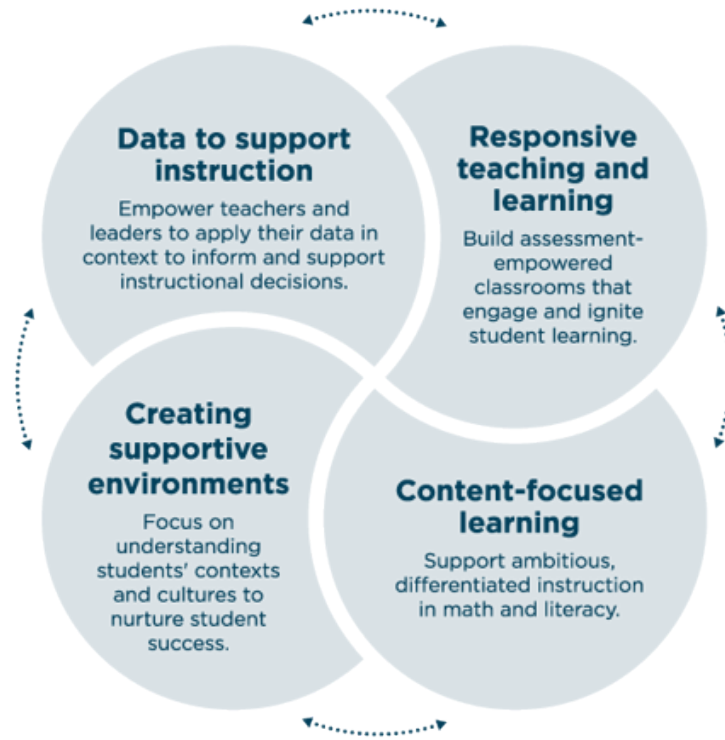 Data to support
instruction
Empower teachers and
leaders to apply their data in
context to inform and support
instructional decisions.
Responsive
teaching and
learning
Build assessment-
empowered
classrooms that
engage and ignite
student learning.
Creating
supportive
environments
Focus on
understanding
students' contexts
and cultures to
nurture student
success.
Content-focused
learning
Support ambitious,
differentiated instruction
in math and literacy.